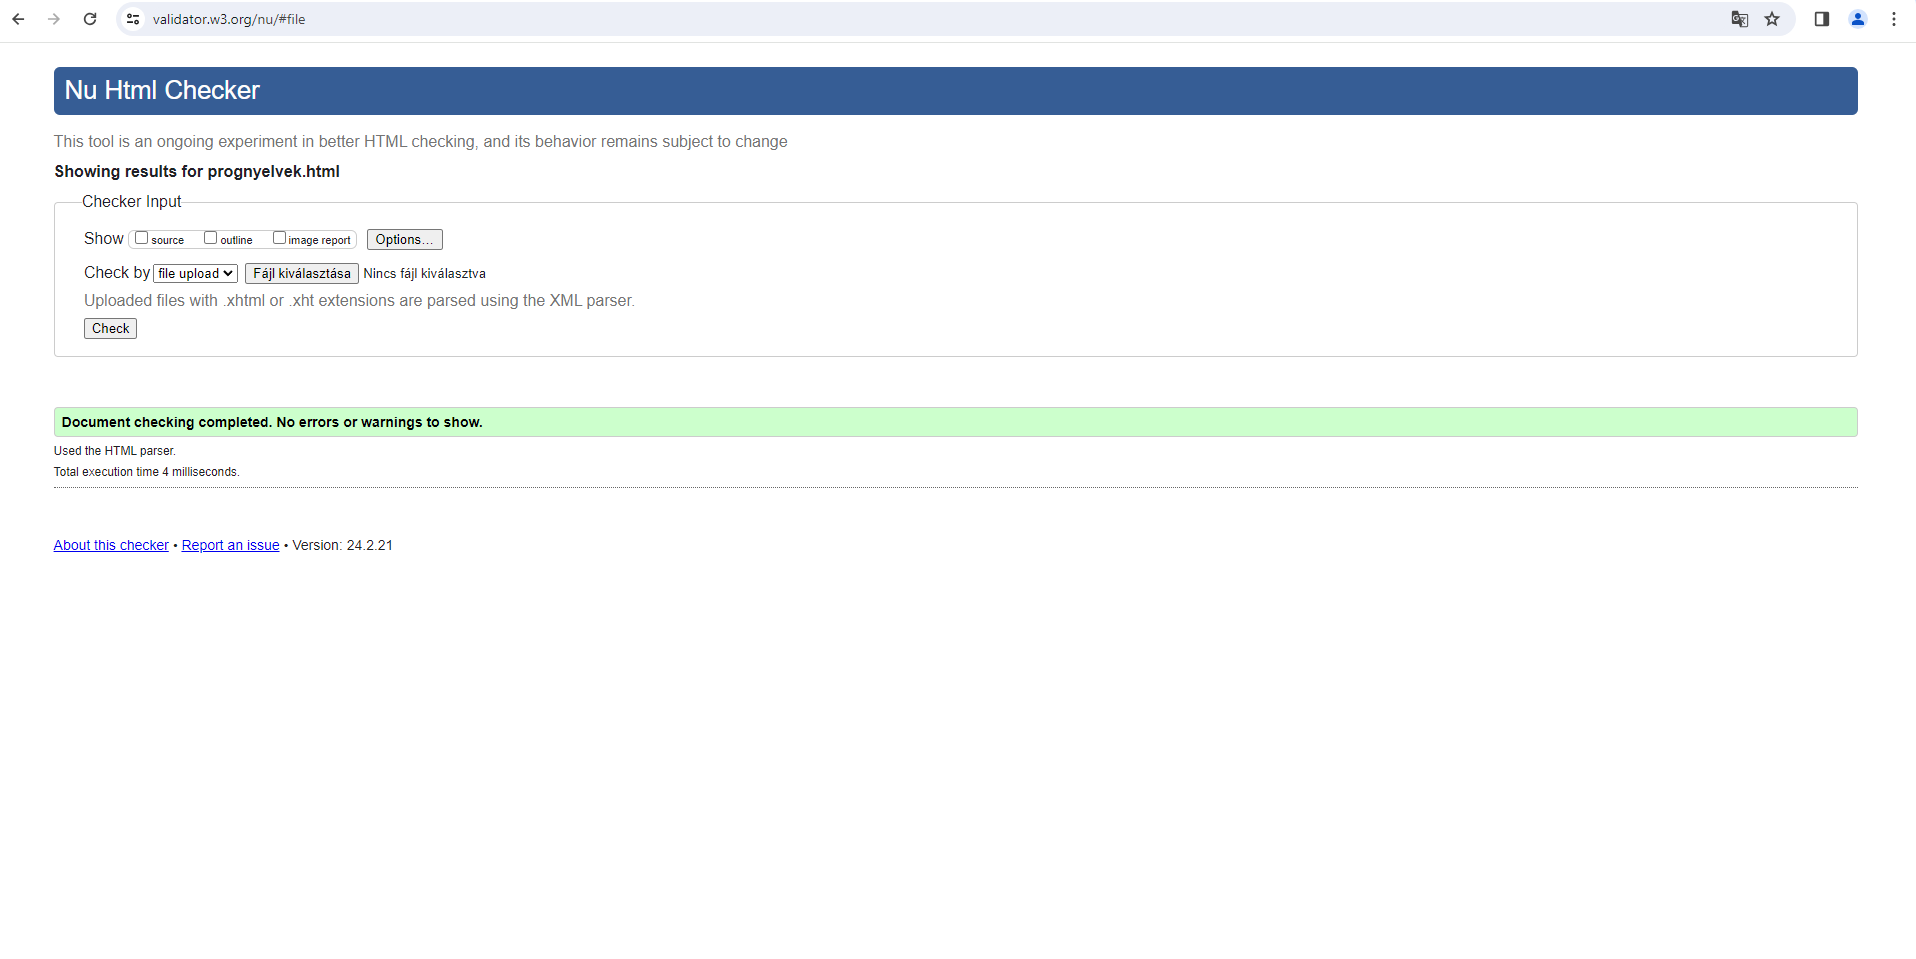 validator.w3.org/nu/#file
Nu Html Checker
This tool is an ongoing experiment in better HTML checking, and its behavior remains subject to change
Showing results for prognyelvek.html
Checker Input
Show source outline image report Options...
Check by file upload Fájl kiválasztása Nincs fájl kiválasztva
Uploaded files with .xhtml or .xht extensions are parsed using the XML parser.
Check
Document checking completed. No errors or warnings to show.
Used the HTML parser.
Total execution time 4 milliseconds.
About this checker • Report an issue • Version: 24.2.21